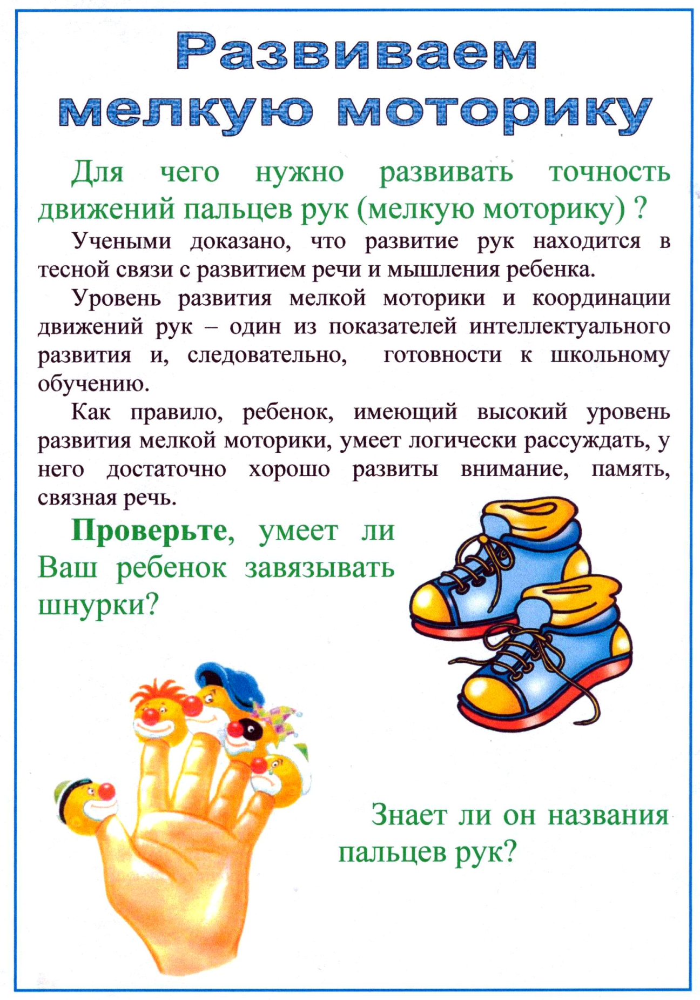 Развиваем
мелкую моторику
Для чего нужно развивать точность
движений пальцев рук (мелкую моторику) ?
Учеными доказано, что развитие рук находится в
тесной связи с развитием речи и мышления ребенка.
Уровень развития мелкой моторики и координации
движений рук – один из показателей интеллектуального
развития и, следовательно, готовности к школьному
обучению.
Как правило, ребенок, имеющий высокий уровень
развития мелкой моторики, умеет логически рассуждать, у
него достаточно хорошо развиты внимание, память,
связная речь.
Проверьте, умеет ли
Ваш ребенок завязывать
шнурки?
Знает ли он названия
пальцев рук?